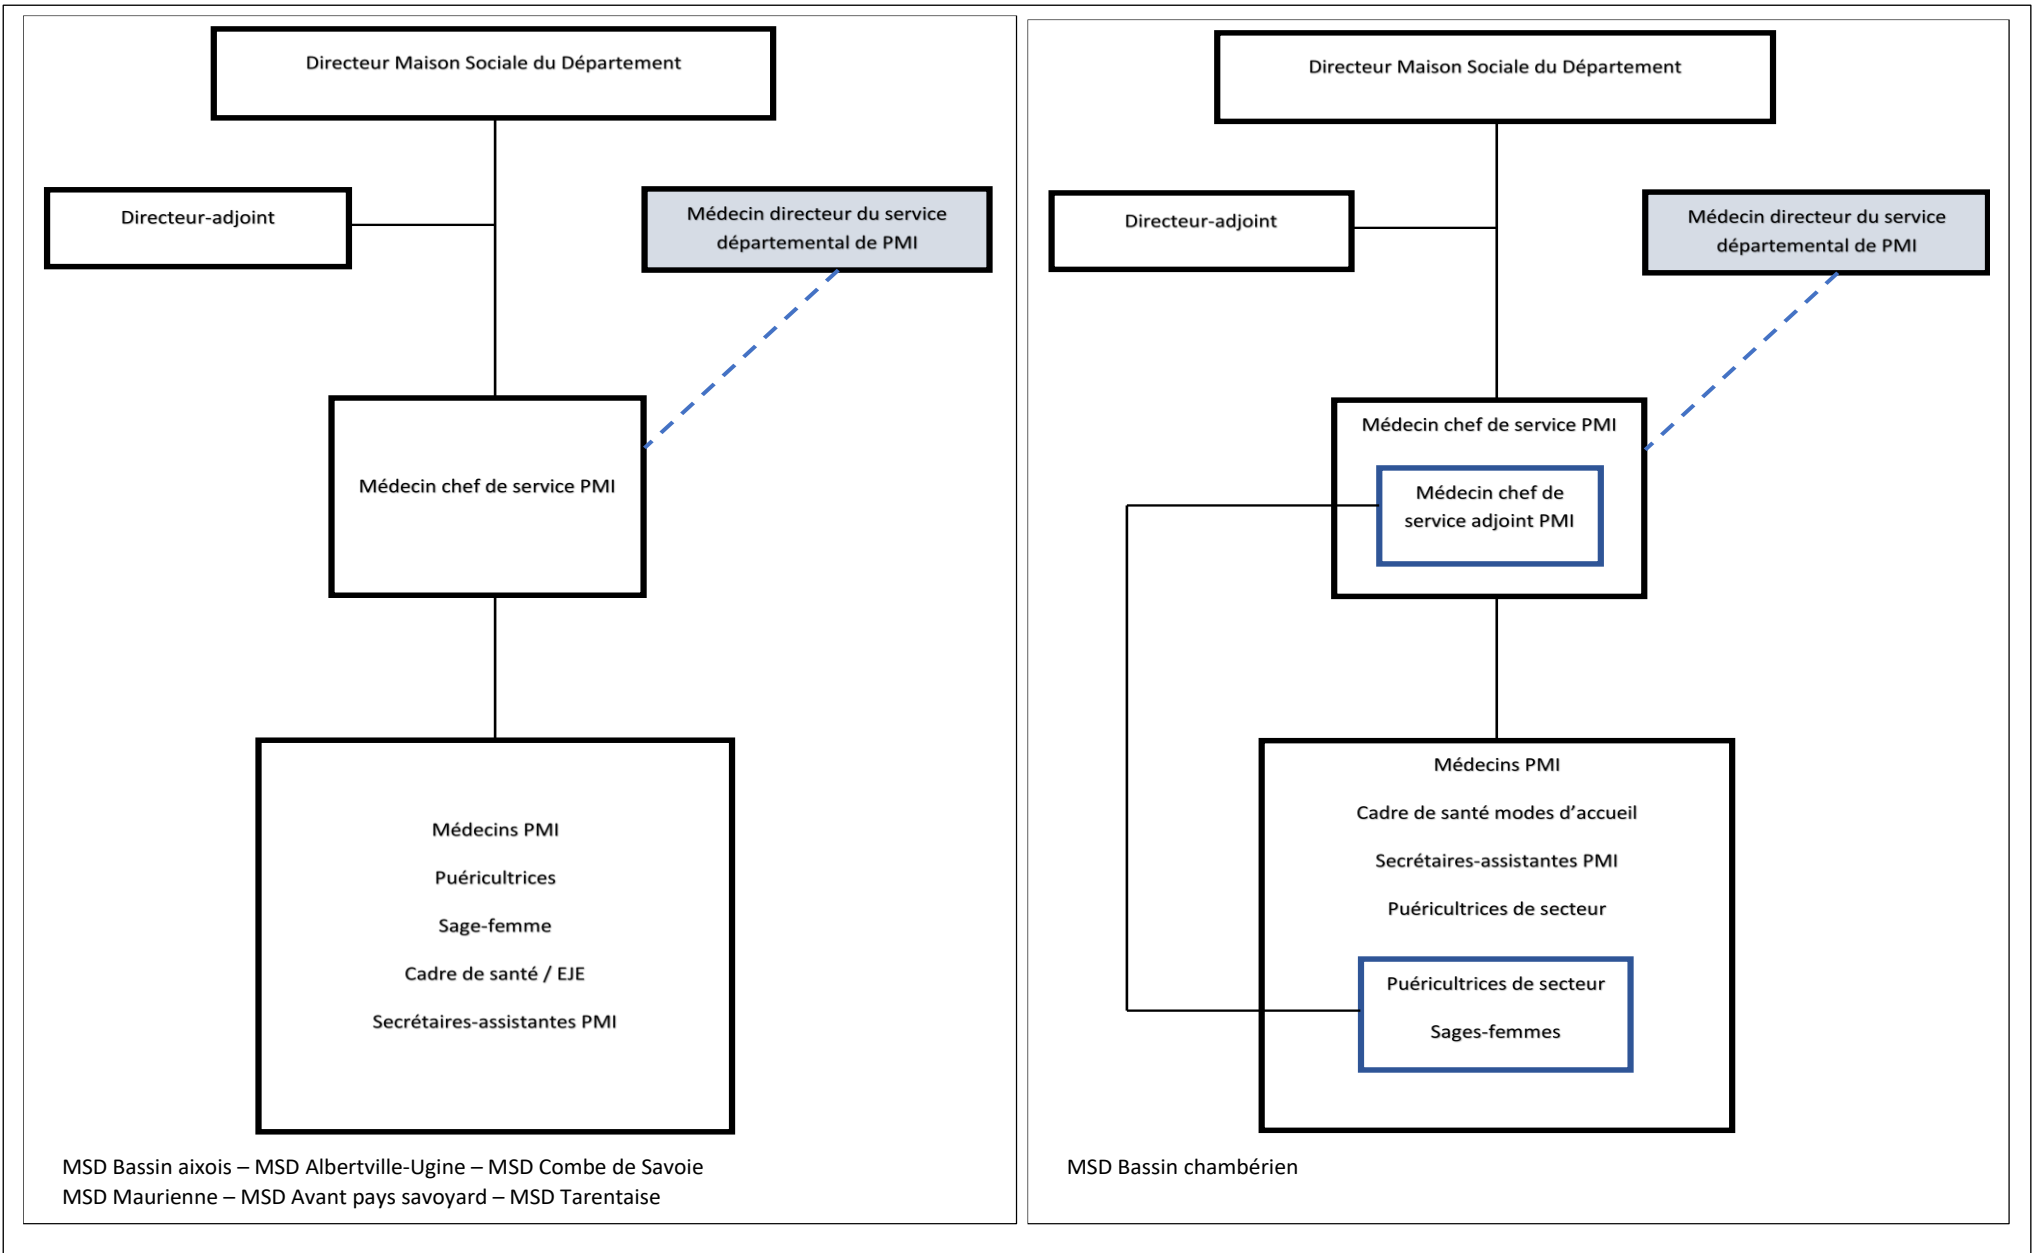 Directeur Maison Sociale du Département
Directeur-adjoint
Médecin directeur du service
départemental de PMI
Médecin chef de service PMI
Médecins PMI
Puéricultrices
Sage-femme
Cadre de santé / EJE
Secrétaires-assistantes PMI
MSD Bassin aixois – MSD Albertville-Ugine – MSD Combe de Savoie
MSD Maurienne – MSD Avant pays savoyard – MSD Tarentaise
Directeur Maison Sociale du Département
Directeur-adjoint
Médecin directeur du service
départemental de PMI
Médecin chef de service PMI
Médecin chef de
service adjoint PMI
Médecins PMI
Cadre de santé modes d'accueil
Secrétaires-assistantes PMI
Puéricultrices de secteur
Puéricultrices de secteur
Sages-femmes
MSD Bassin chambérien